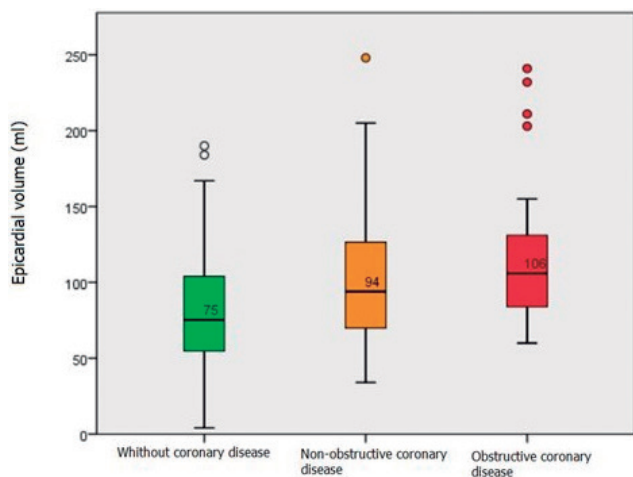 Epicardial volume (ml)
250
200
150
100
50
0
75
94
106
Whithout coronary disease
Non-obstructive coronary
disease
Obstructive coronary
disease